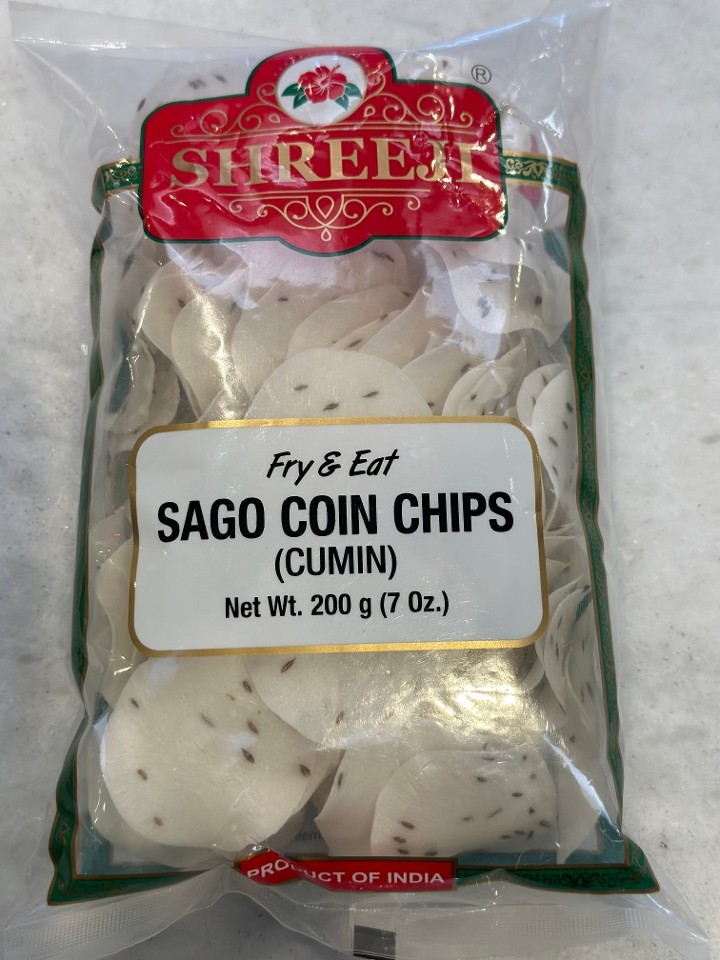 ®
SHREEJI
Fry & Eat
SAGO COIN CHIPS
(CUMIN)
Net Wt. 200 g (7 Oz.)
PRODUCT OF INDIA